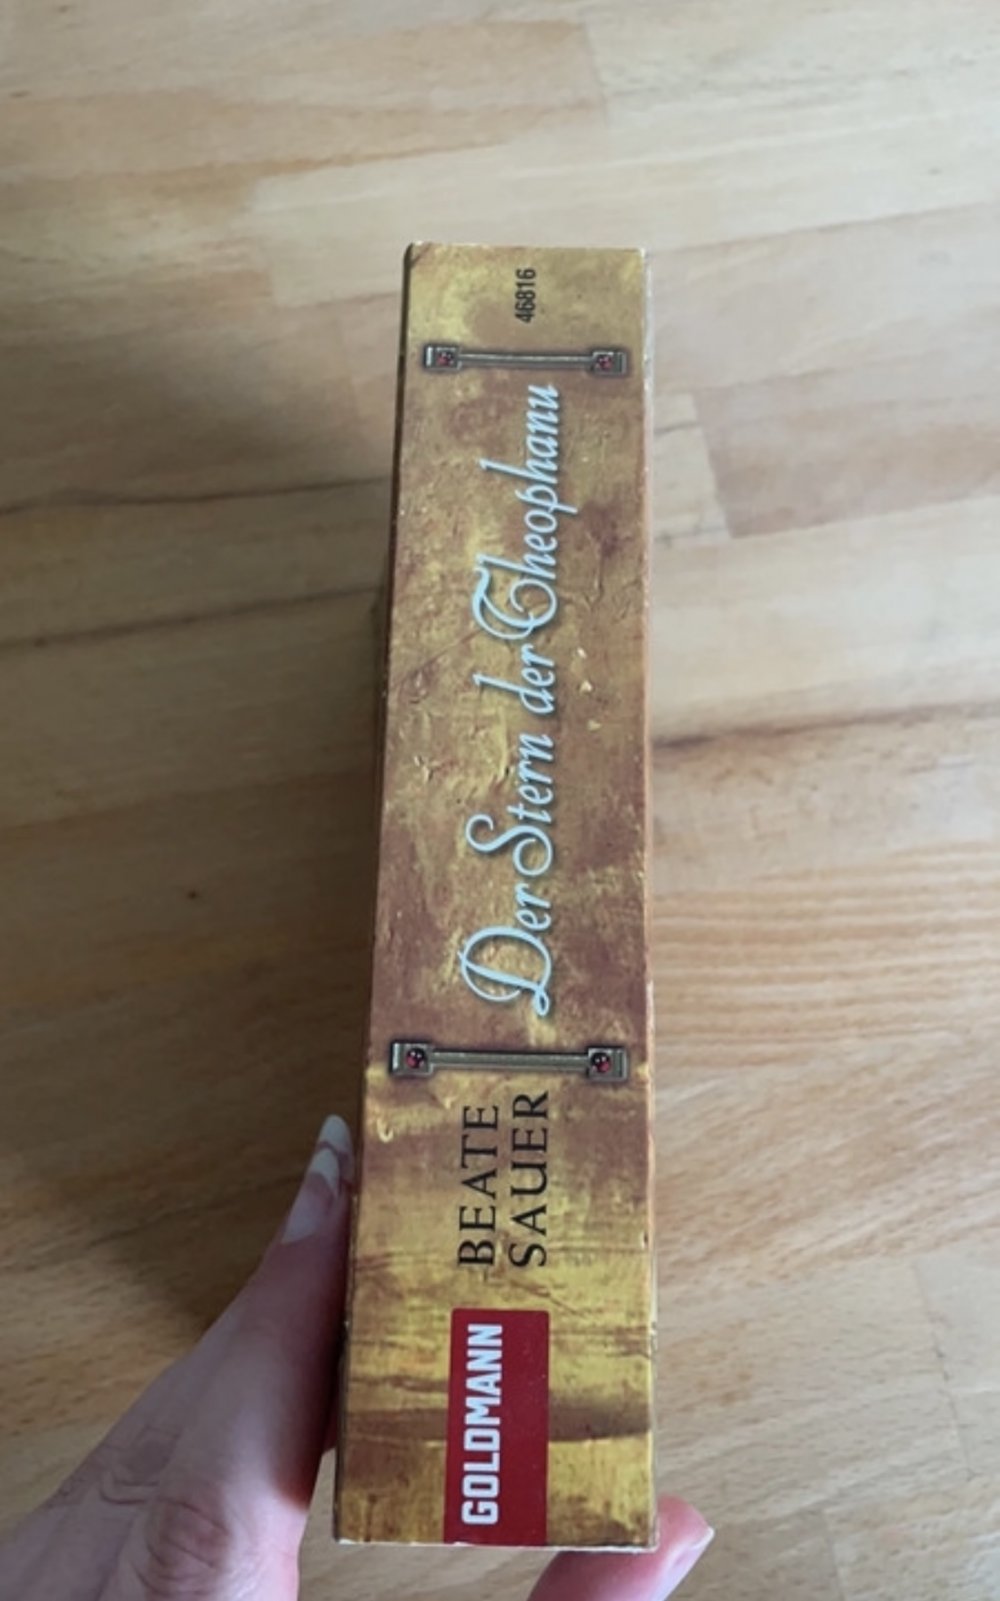 GOLDMANN
BEATE
SAUER
Der Stern der Theophanu
46816